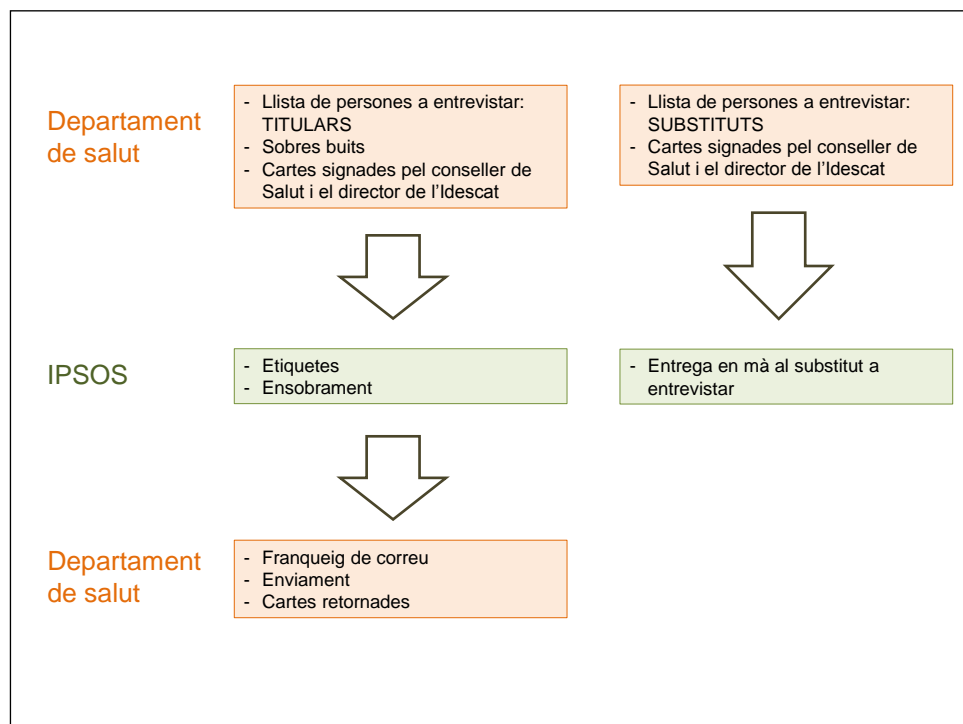 Departament
de salut
- Llista de persones a entrevistar:
TITULARS
- Sobres buits
- Cartes signades pel conseller de
Salut i el director de l'Idescat
- Llista de persones a entrevistar:
SUBSTITUTS
- Cartes signades pel conseller de
Salut i el director de l'Idescat
IPSOS
- Etiquetes
- Ensobrament
- Entrega en mà al substitut a
entrevistar
Departament
de salut
- Franqueig de correu
- Enviament
- Cartes retornades